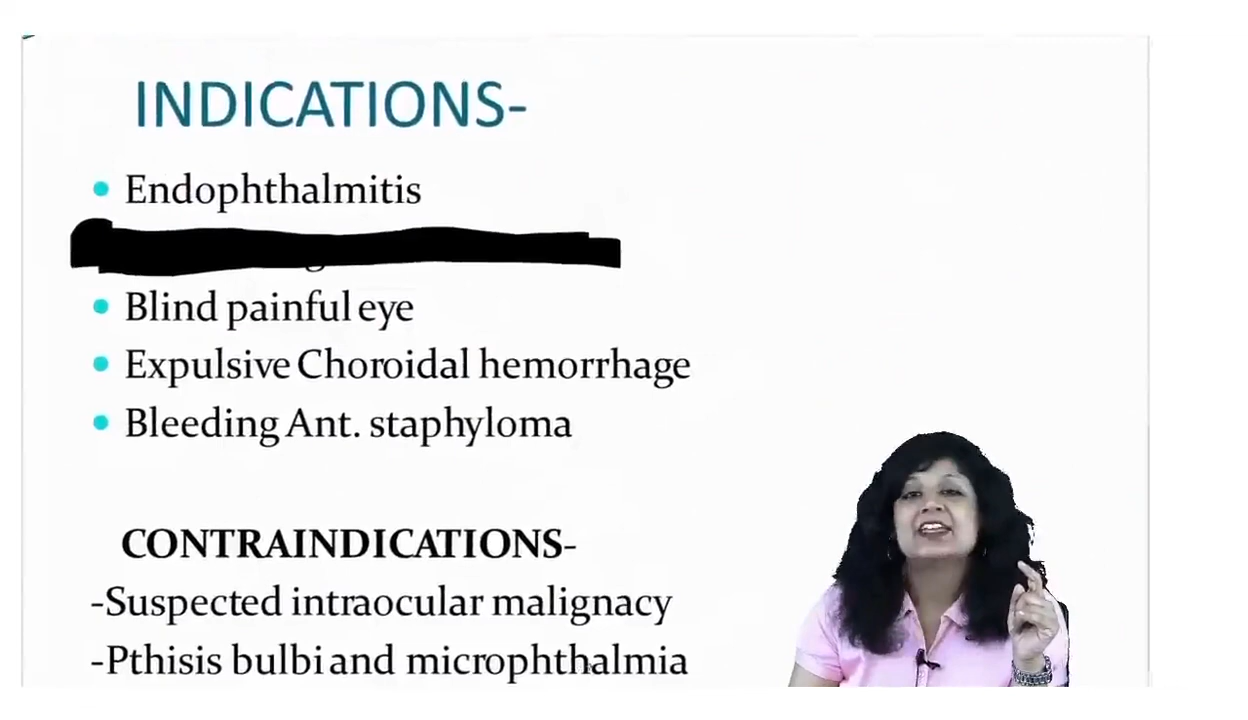 INDICATIONS-
Endophthalmitis
Blind painful eye
Expulsive Choroidal hemorrhage
Bleeding Ant. staphyloma
CONTRAINDICATIONS-
-Suspected intraocular malignacy
-Pthisis bulbi and microphthalmia